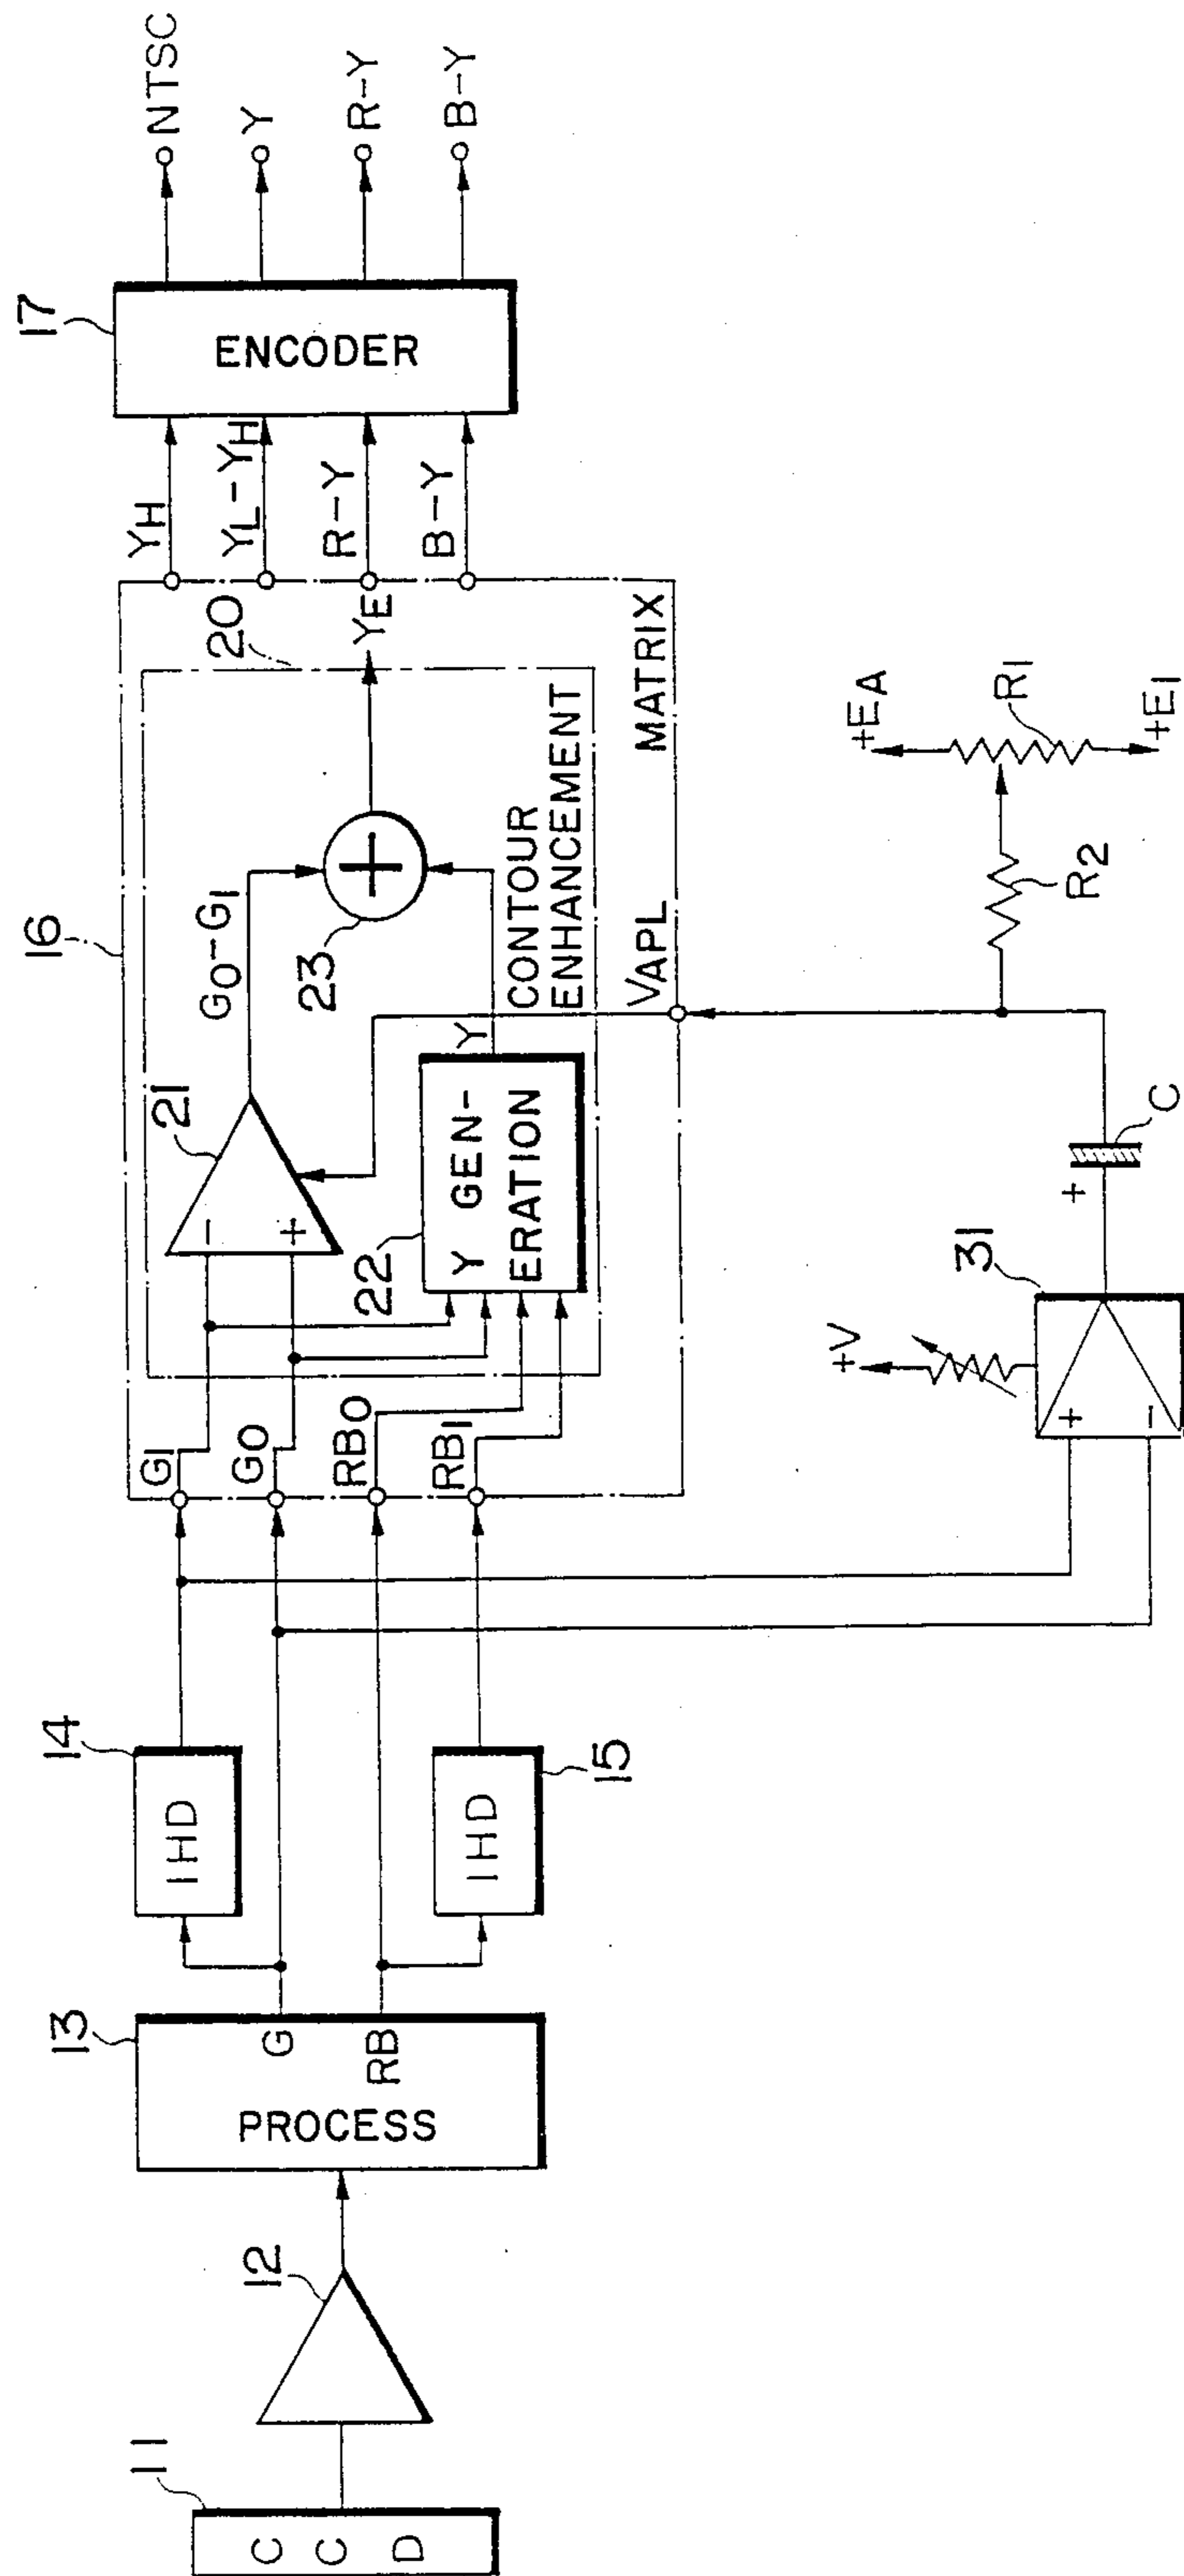 11
C C D
12
13
PROCESS
G
RB
14
1HD
15
1HD
16
G1
G0
RB0
RB1
20
21
-
+
G0-G1
22
Y GEN-
ERATION
Y
23
+
YE
CONTOUR
ENHANCEMENT
MATRIX
VAPL
YH
YL-YH
R-Y
B-Y
17
ENCODER
NTSC
Y
R-Y
B-Y
31
+V
+
-
+
C
R2
R1
+EA
+E1